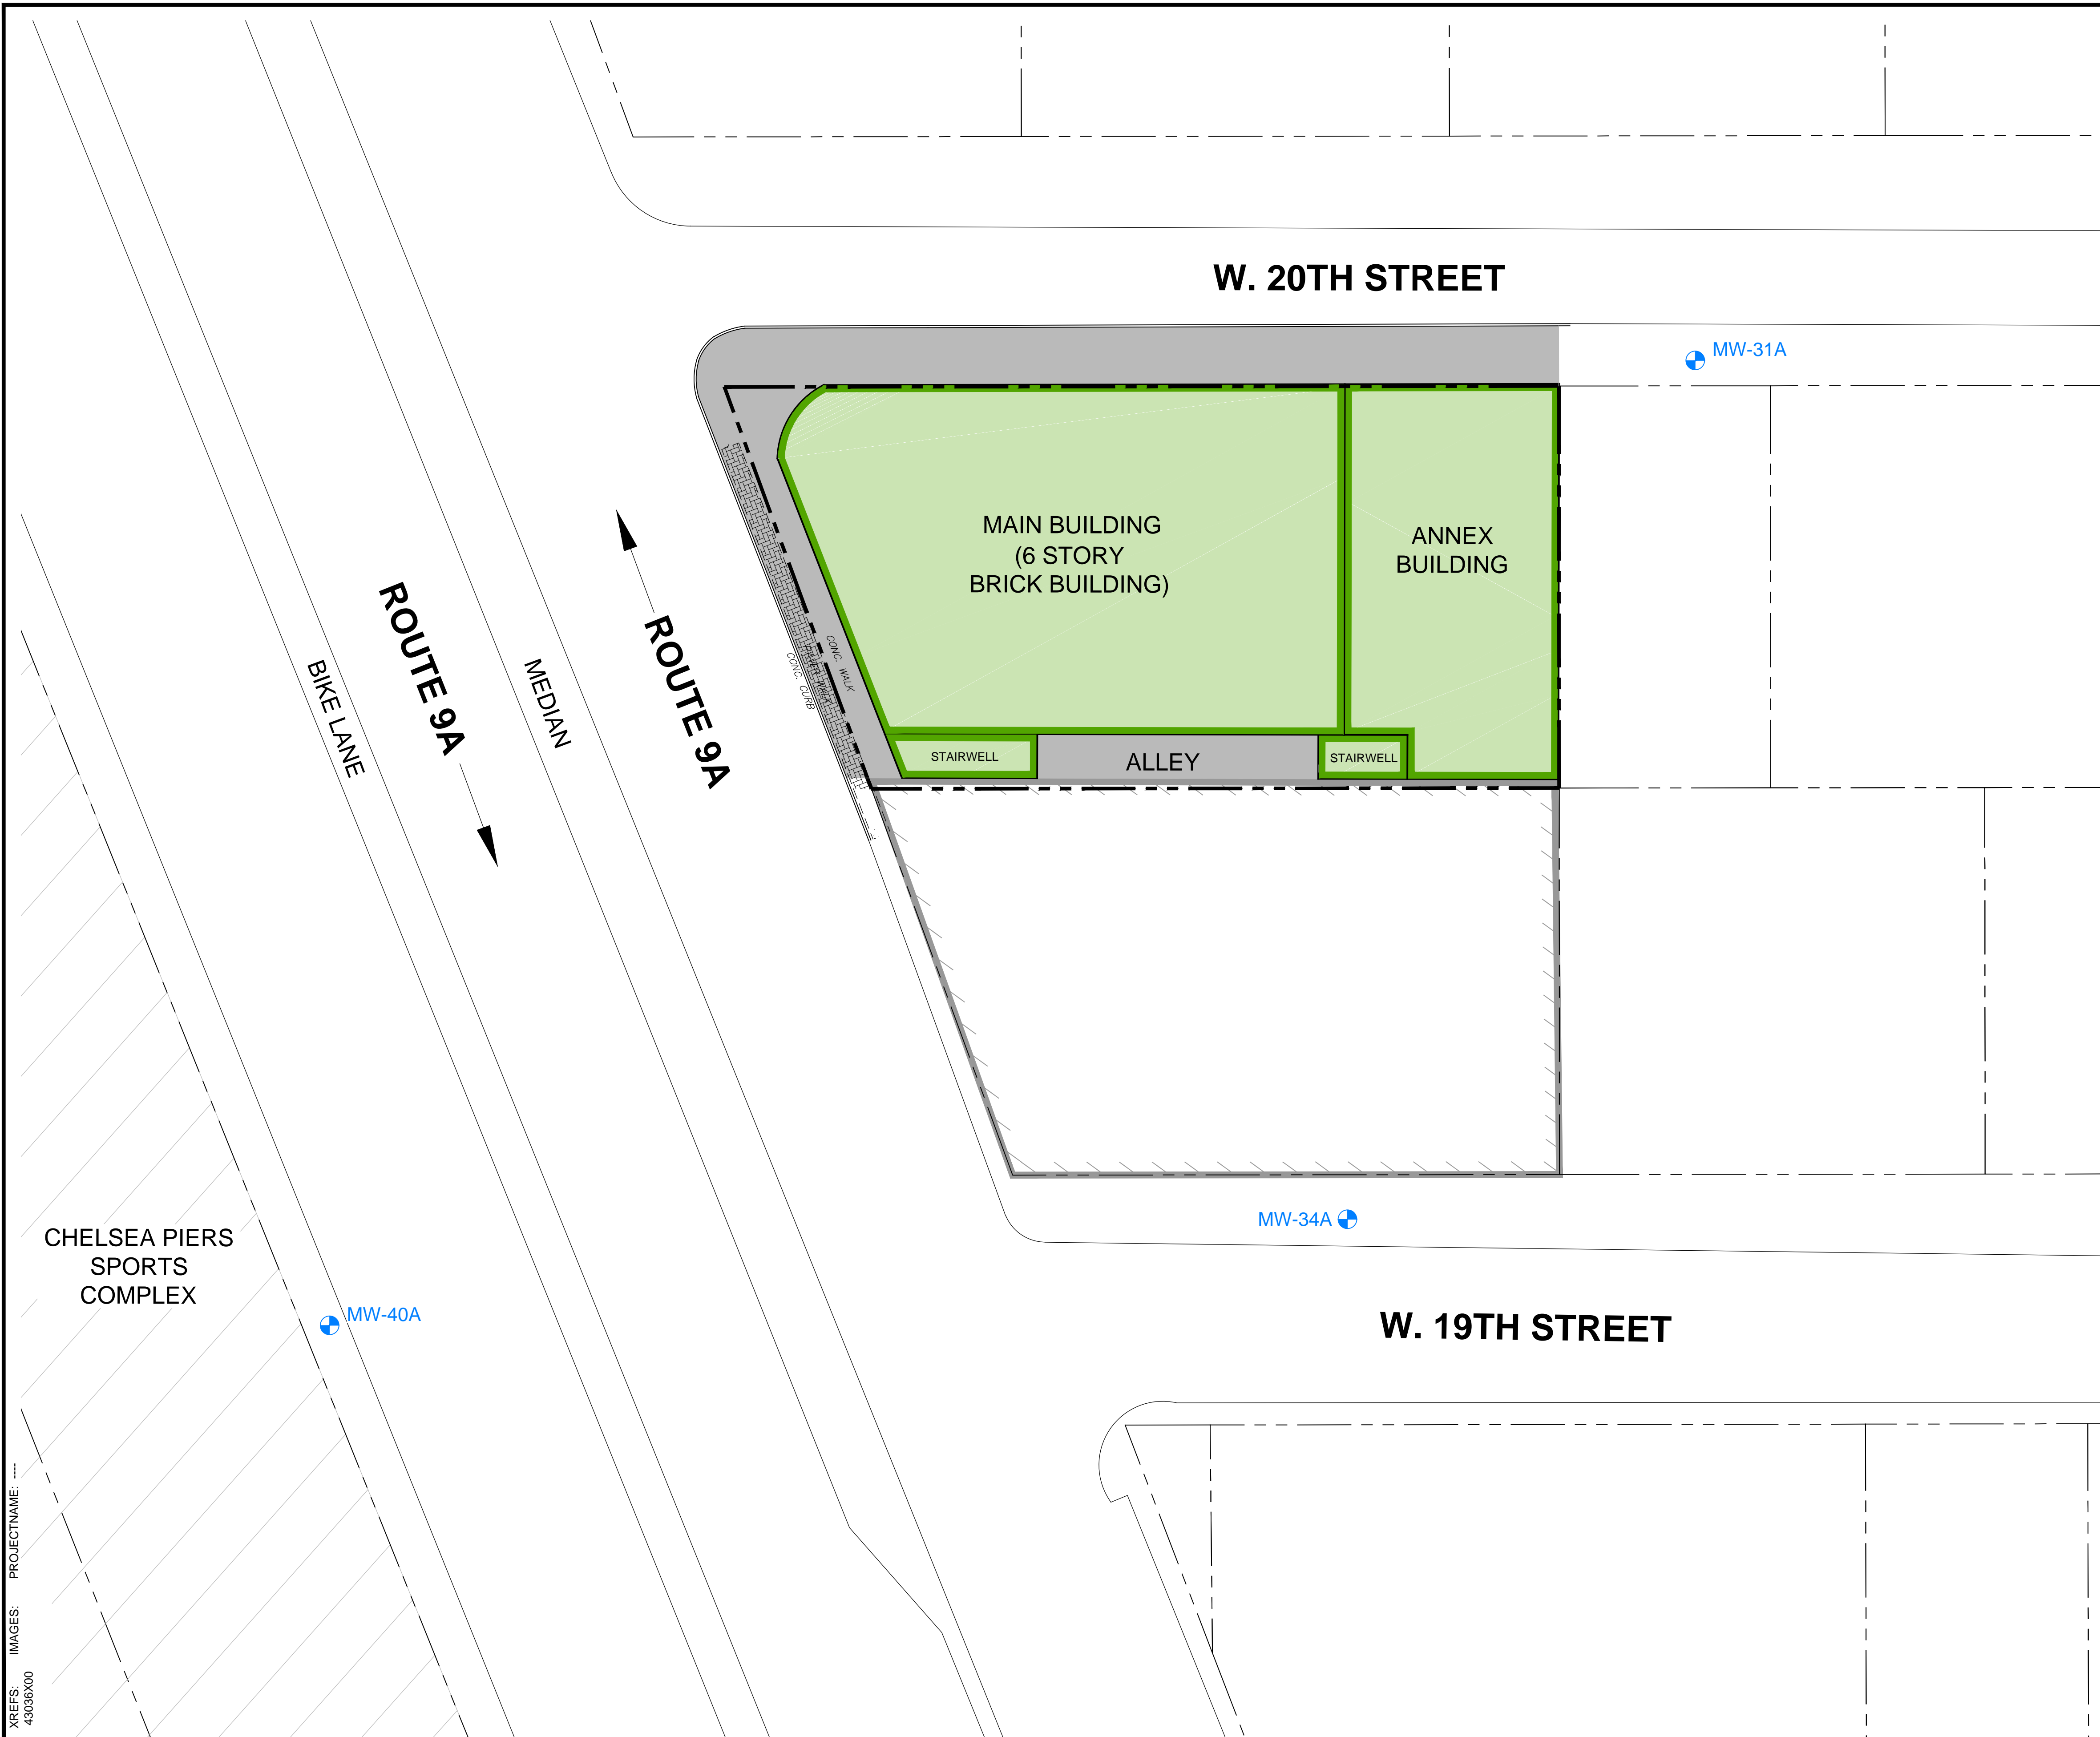 W. 20TH STREET
MW-31A
MAIN BUILDING
(6 STORY
BRICK BUILDING)
ANNEX
BUILDING
ROUTE 9A
BIKE LANE
MEDIAN
ROUTE 9A
CONC. WALK
PAVER WALK
CONC. CURB
STAIRWELL
ALLEY
STAIRWELL
MW-34A
CHELSEA PIERS
SPORTS
COMPLEX
MW-40A
W. 19TH STREET
XREFS: IMAGES: PROJECTNAME: ----
43036X00